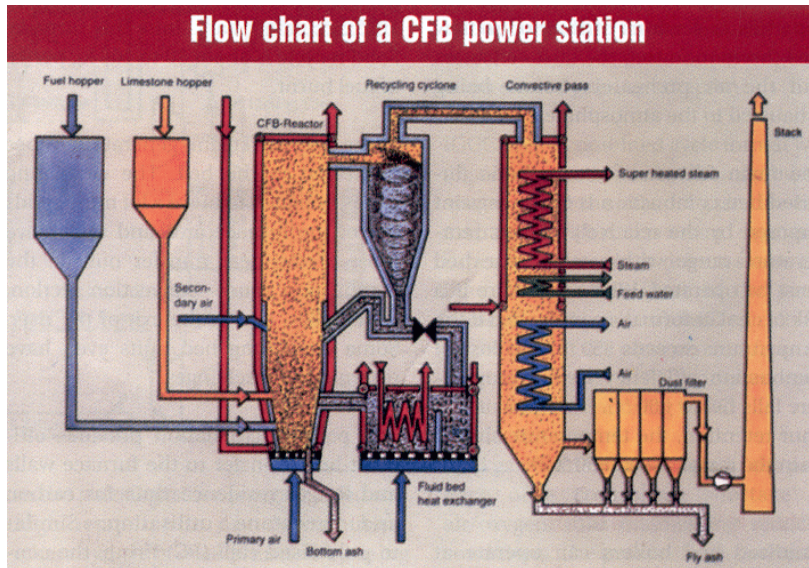 Flow chart of a CFB power station
Fuel hopper
Limestone hopper
Recycling cyclone
Convective pass
CFB-Reactor
Stack
Super heated steam
Steam
Feed water
Secon-
dary air
Air
Air
Dust filter
Fluid bed
heat exchanger
Primary air
Bottom ash
Fly ash